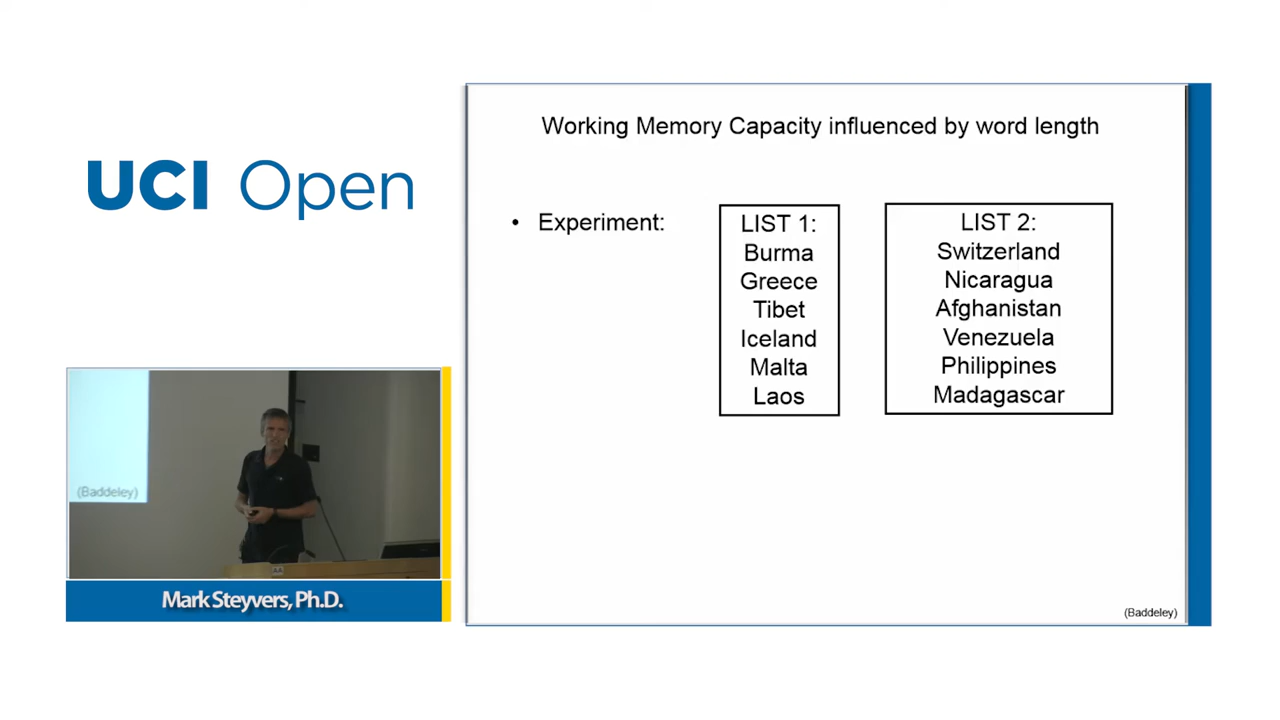 UCI Open
Working Memory Capacity influenced by word length
• Experiment:
LIST 1:
Burma
Greece
Tibet
Iceland
Malta
Laos
LIST 2:
Switzerland
Nicaragua
Afghanistan
Venezuela
Philippines
Madagascar
(Baddeley)
(Baddeley)
Mark Steyvers, Ph.D.